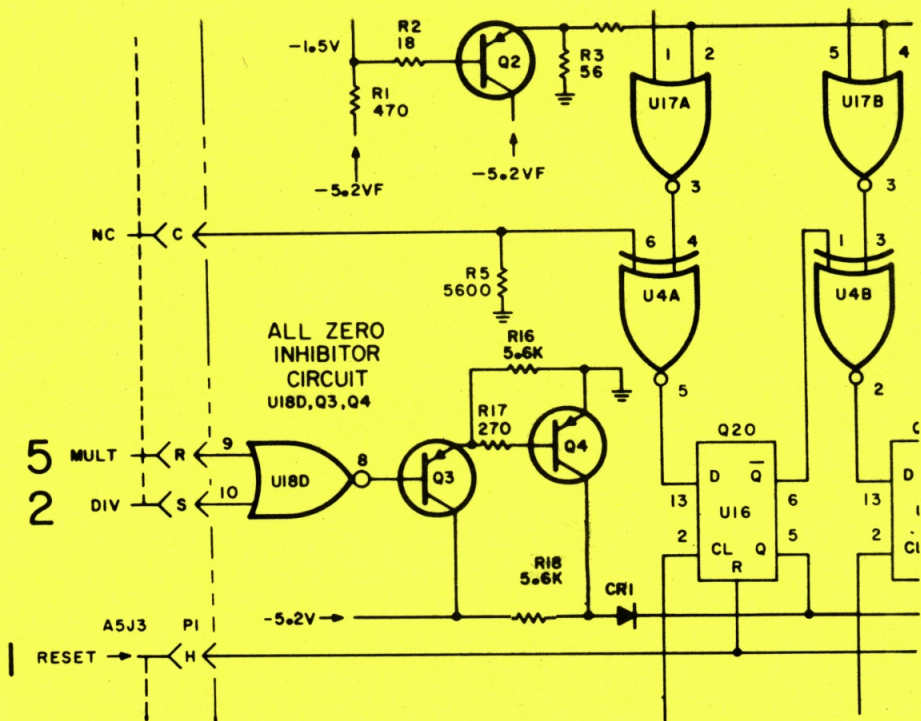 -1.5V
R2
18
Q2
R3
56
1 2
5 4
R1
470
U17A
U17B
-5.2VF
-5.2VF
3
3
NC C
6 4
1 3
R5
5600
U4A
U4B
ALL ZERO
INHIBITOR
CIRCUIT
U18D, Q3, Q4
R16
5.6K
5
2
R17
270
Q4
Q20
5 MULT R 9
8
Q3
U18D
2 DIV S 10
D Q
13
6
U16
2
5
CL Q
R
D
13
2
CL
R18
5.6K
CR1
-5.2V
A5J3 P1
1 RESET H